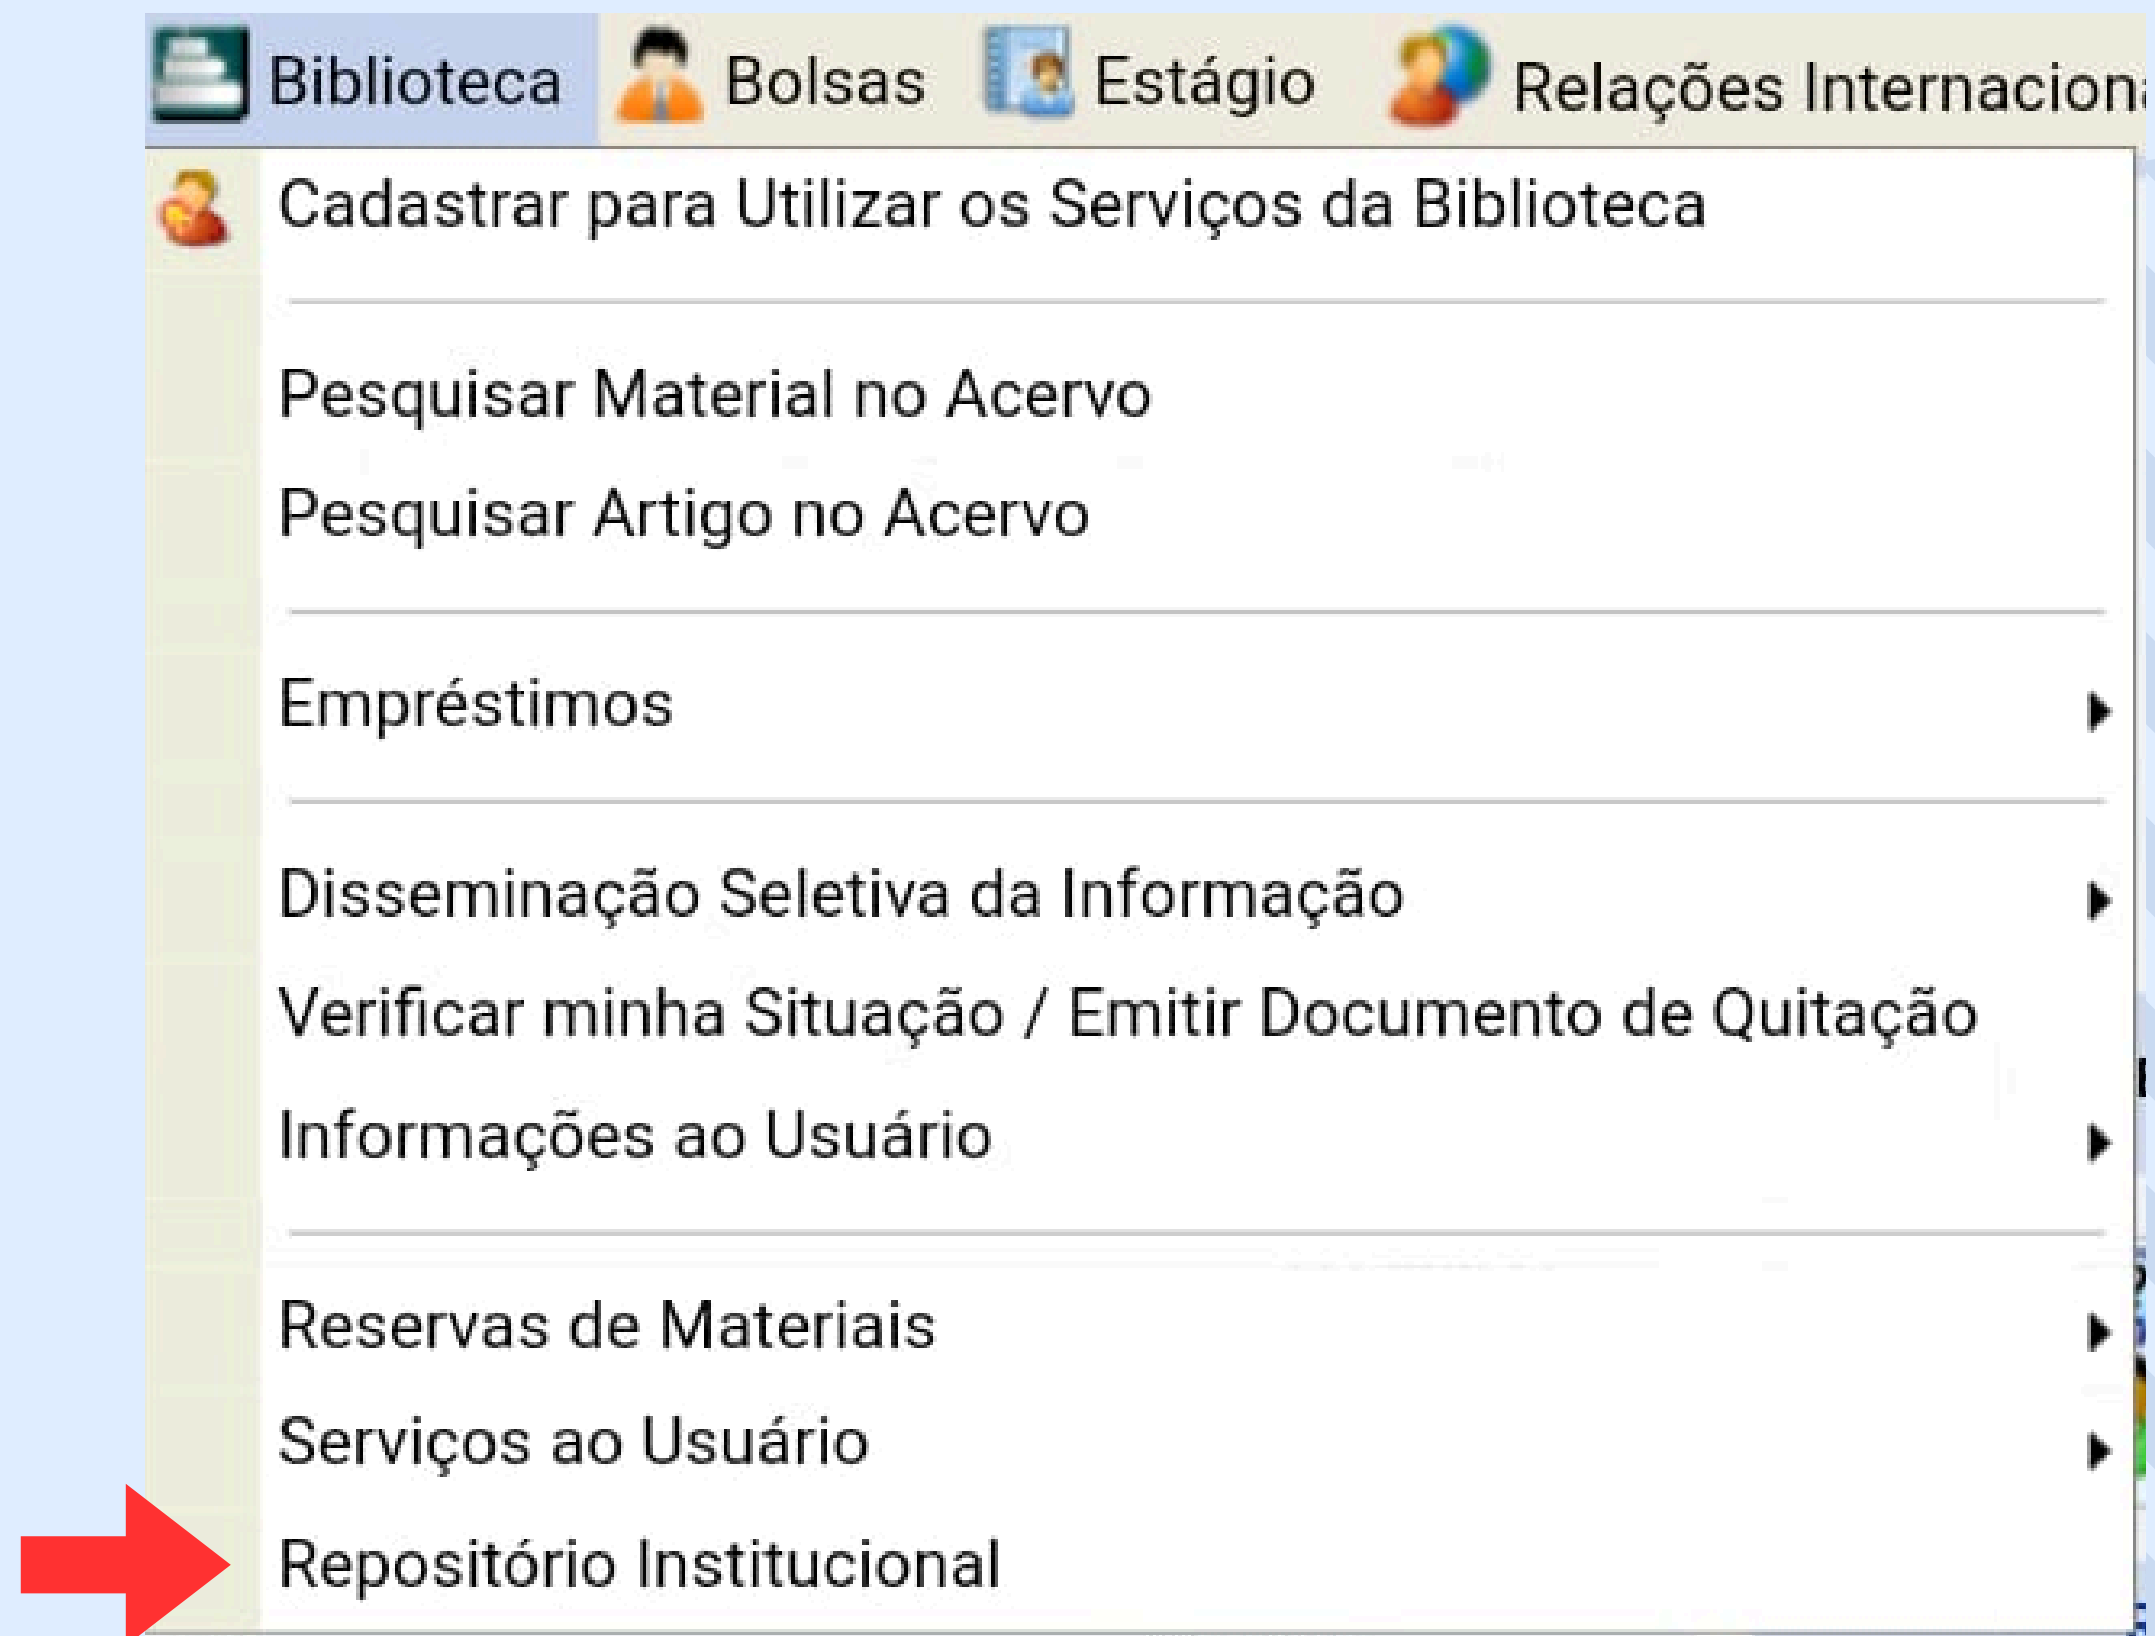 Biblioteca Bolsas Estágio Relações Internacion
Cadastrar para Utilizar os Serviços da Biblioteca
Pesquisar Material no Acervo
Pesquisar Artigo no Acervo
Empréstimos
Disseminação Seletiva da Informação
Verificar minha Situação / Emitir Documento de Quitação
Informações ao Usuário
Reservas de Materiais
Serviços ao Usuário
Repositório Institucional